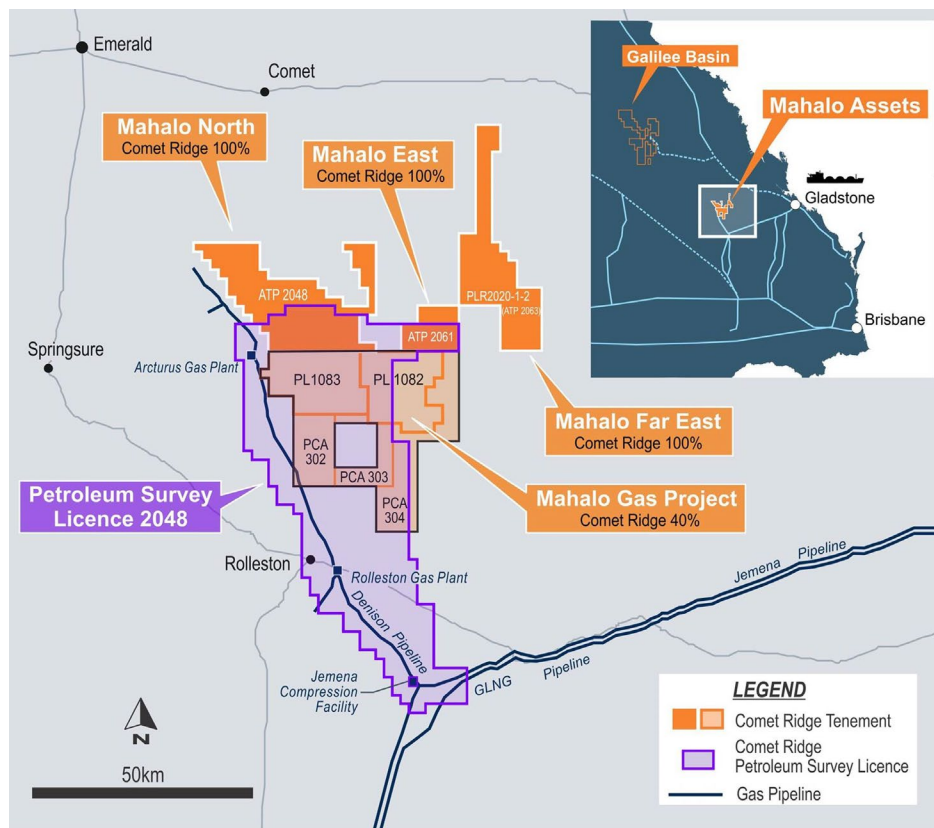 Emerald
Comet
Mahalo North
Comet Ridge 100%
Mahalo East
Comet Ridge 100%
Galilee Basin
Mahalo Assets
Gladstone
Brisbane
ATP 2048
PLR2020-1-2
(ATP 2063)
ATP 2061
Springsure
Arcturus Gas Plant
PL1083
PL 1082
Mahalo Far East
Comet Ridge 100%
PCA
302
PCA 303
PCA
304
Mahalo Gas Project
Comet Ridge 40%
Petroleum Survey
Licence 2048
Rolleston
Rolleston Gas Plant
Denison Pipeline
Jemena Pipeline
GLNG Pipeline
Jemena
Compression
Facility
N
50km
LEGEND
Comet Ridge Tenement
Comet Ridge
Petroleum Survey Licence
Gas Pipeline